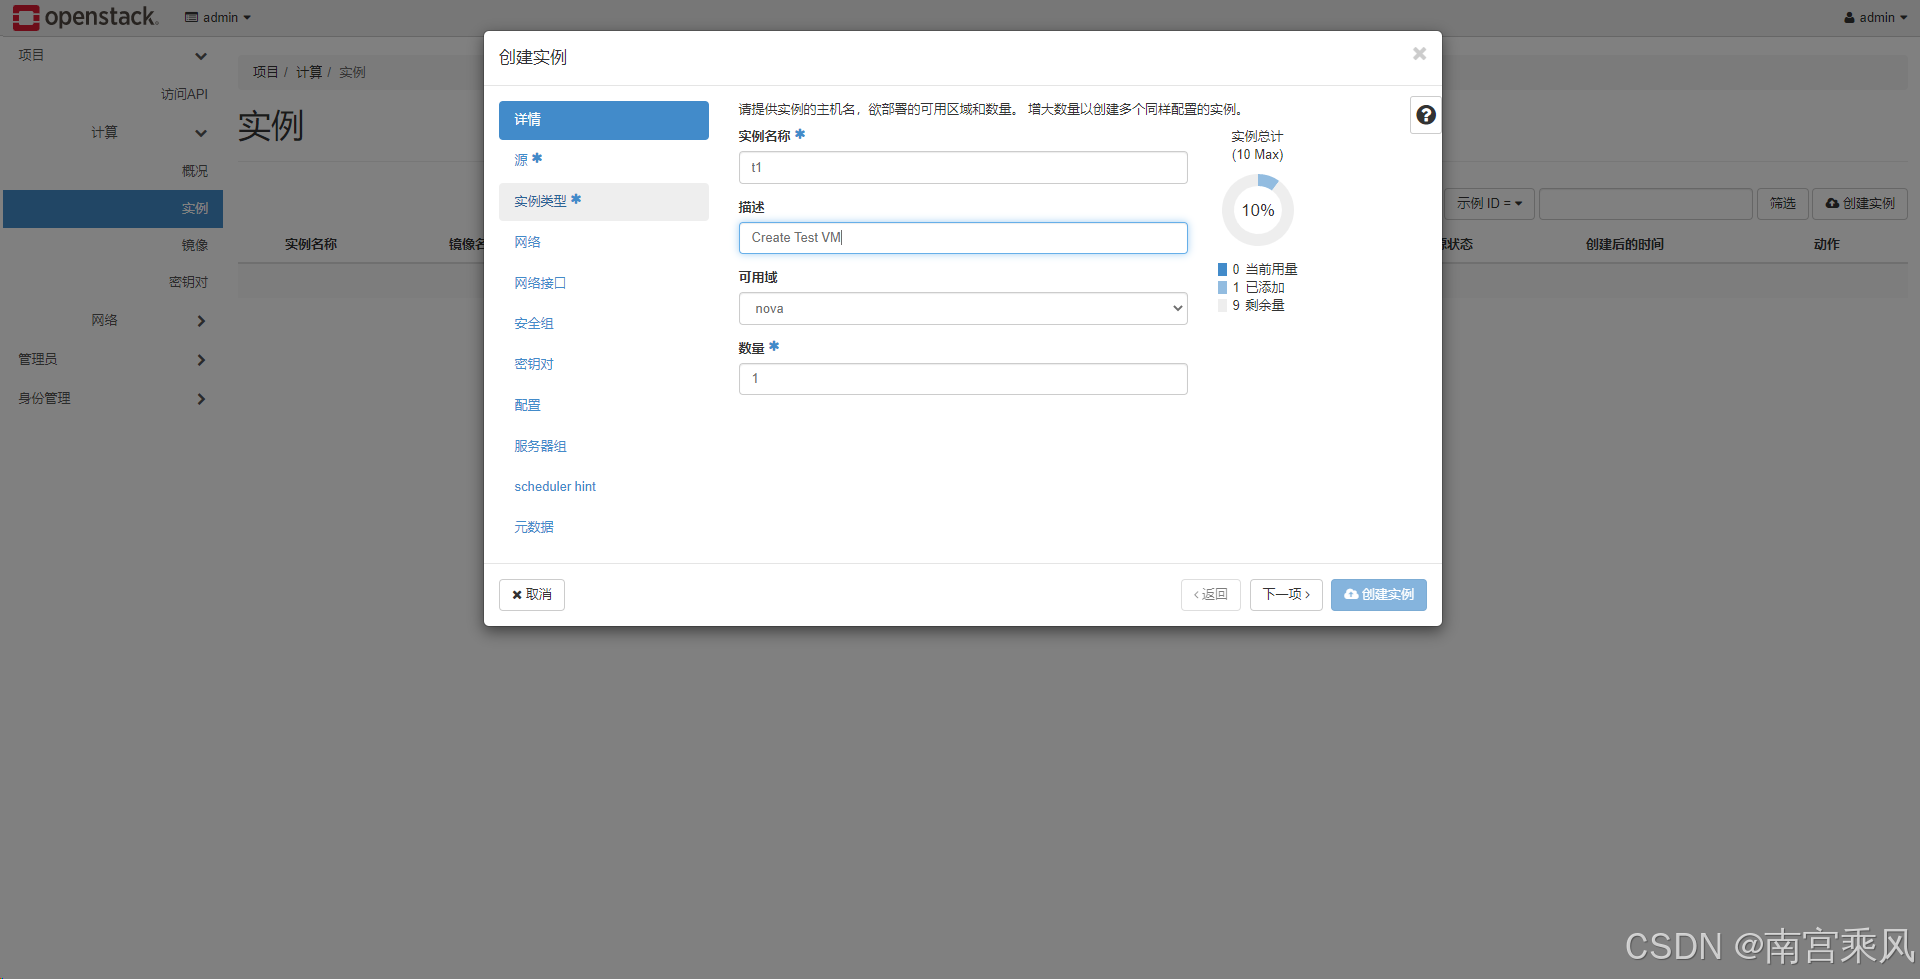 openstack. admin admin
项目
访问API
计算
概况
实例
镜像
密钥对
网络
管理员
身份管理
项目 / 计算 / 实例
实例
示例 ID = 筛选 创建实例
实例名称 镜像名 状态 创建后的时间 动作
创建实例
详情
源 *
实例类型 *
网络
网络接口
安全组
密钥对
配置
服务器组
scheduler hint
元数据
请提供实例的主机名，欲部署的可用区域和数量。 增大数量以创建多个同样配置的实例。
实例名称 *
t1
描述
Create Test VM
可用域
nova
数量 *
1
实例总计
(10 Max)
10%
0 当前用量
1 已添加
9 剩余量
取消 ‹ 返回 下一项 › 创建实例
CSDN @南宫乘风